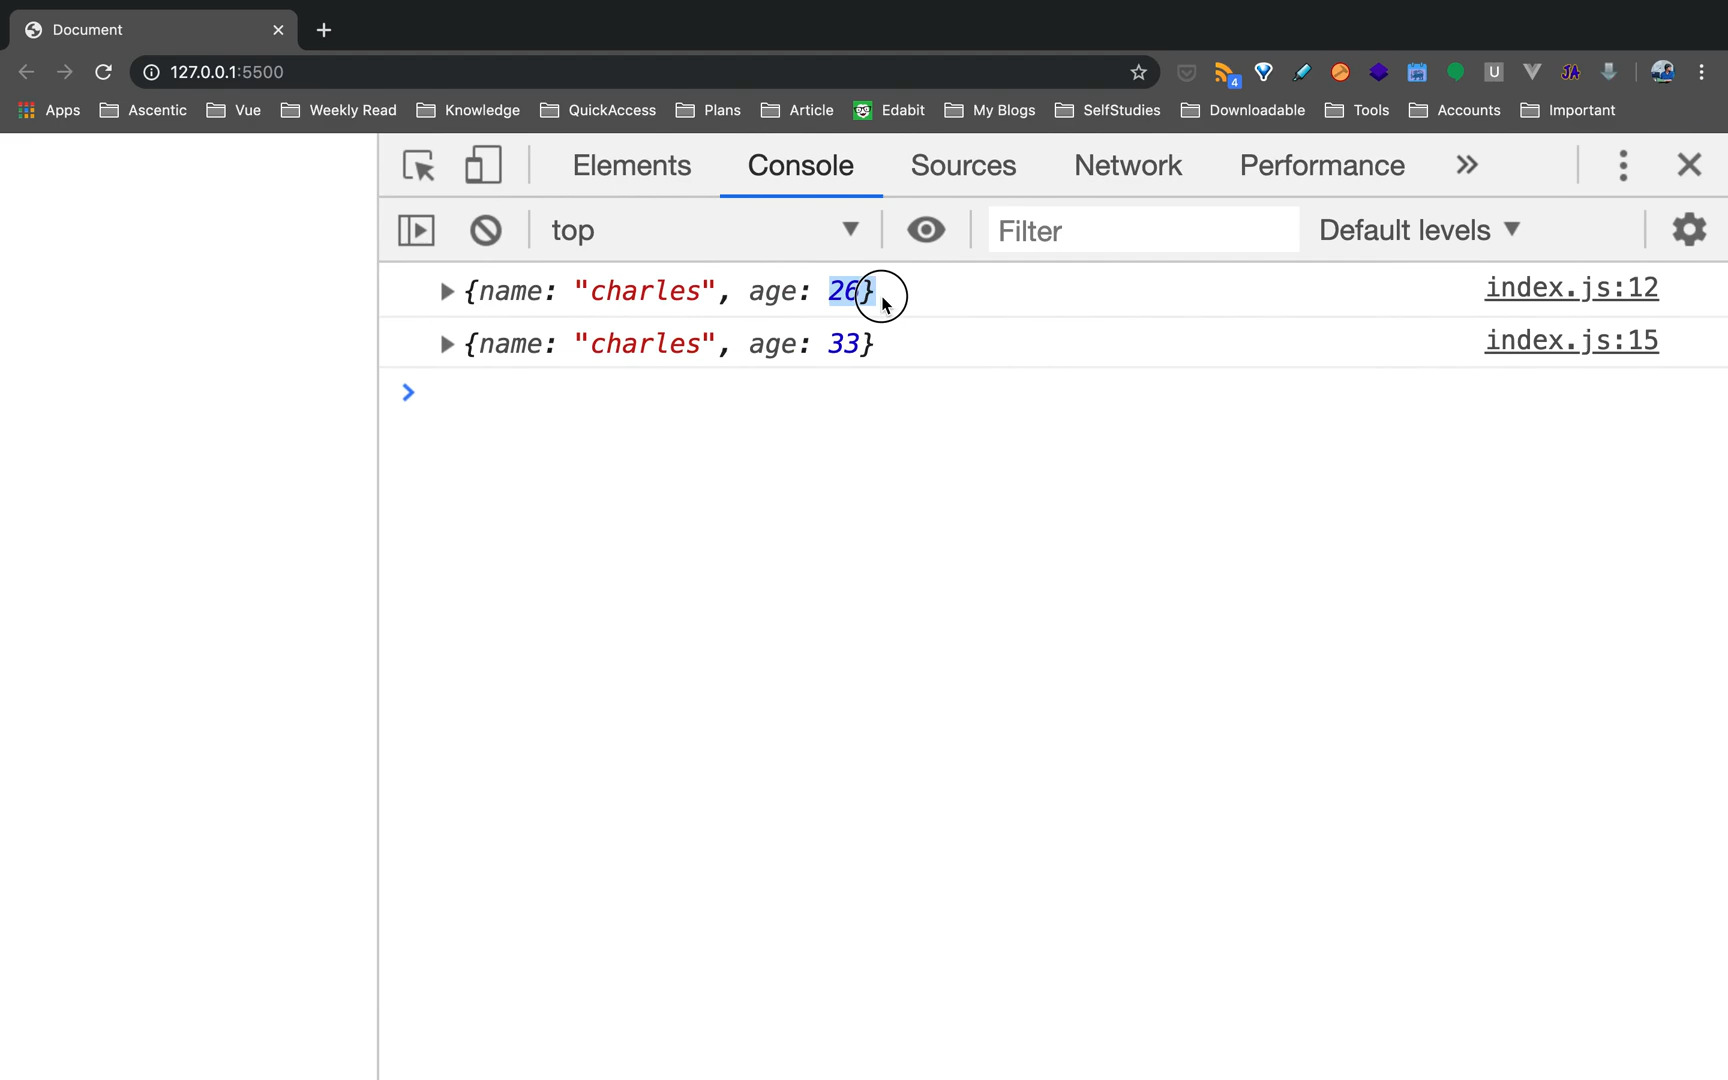 Document
127.0.0.1:5500
4
U
JA
Apps Ascentic Vue Weekly Read Knowledge QuickAccess Plans Article Edabit My Blogs SelfStudies Downloadable Tools Accounts Important
Elements Console Sources Network Performance
top Filter Default levels
{name: "charles", age: 26} index.js:12
{name: "charles", age: 33} index.js:15